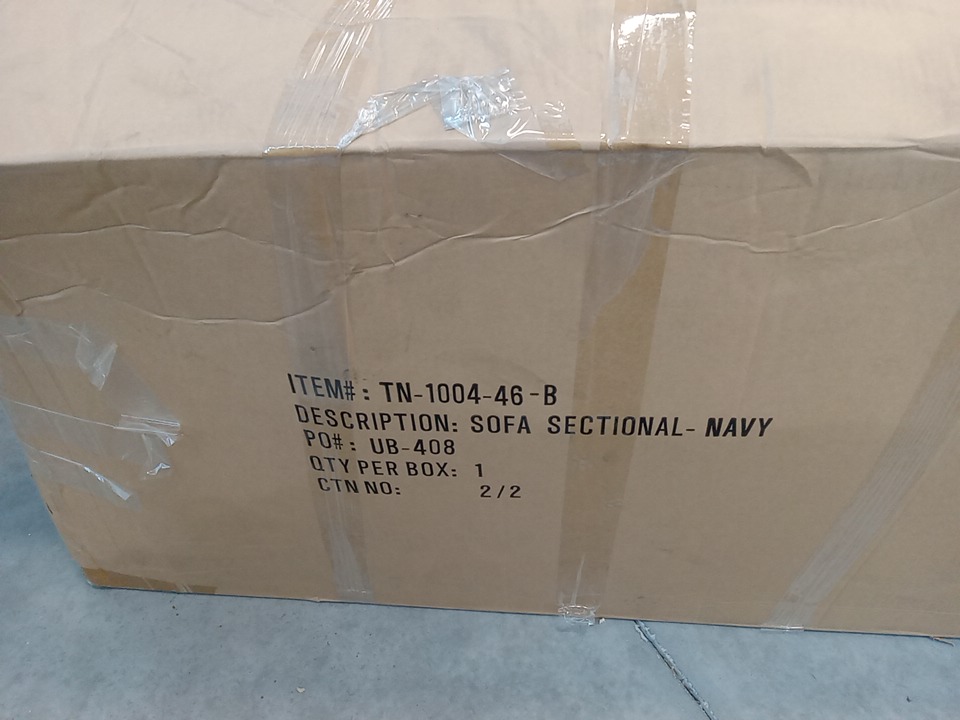 ITEM#: TN-1004-46-B
DESCRIPTION: SOFA SECTIONAL- NAVY
PO#: UB-408
QTY PER BOX: 1
CTN NO: 2/2